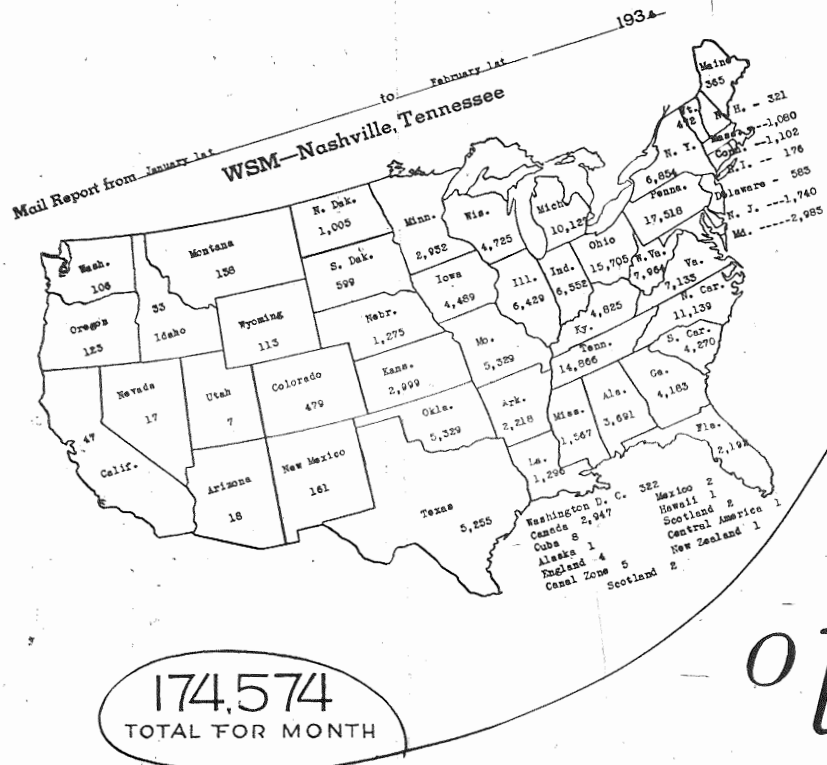 Mail Report from January 1st to February 1st 193
WSM—Nashville, Tennessee
Maine
365
Vt.
N. H. - 321
Mass. ---1,080
Conn. --1,102
R.I. -- 176
Delaware - 583
N. J. ---1,740
Md. -----2,985
N. Y.
6,854
Penna.
17,518
Wash.
106
Montana
138
N. Dak.
1,005
Minn.
2,932
Wis.
4,725
Mich
10,127
S. Dak.
599
Oregon
123
33
Idaho
Wyoming
113
Iowa
4,489
Nebr.
1,275
Ill.
6,429
Ind.
6,552
Ohio
15,705
W.Va.
7,964
Va.
7,133
Nevada
17
Utah
7
Colorado
479
Kans.
2,999
Mo.
5,329
Ky.
4,825
Tenn.
14,866
N. Car.
11,139
S. Car.
4,270
47
Calif.
Arizona
18
New Mexico
161
Okla.
5,329
Ark.
2,218
Miss.
1,567
Ala.
3,691
Ga.
4,183
Fla.
La.
1,296
Texas
5,255
Washington D. C. 322
Canada 2,947
Cuba 8
Alaska 1
England 4
Canal Zone 5
Mexico 2
Hawaii 1
Scotland 2
Central America 1
New Zealand 1
Scotland 2
174,574
TOTAL FOR MONTH